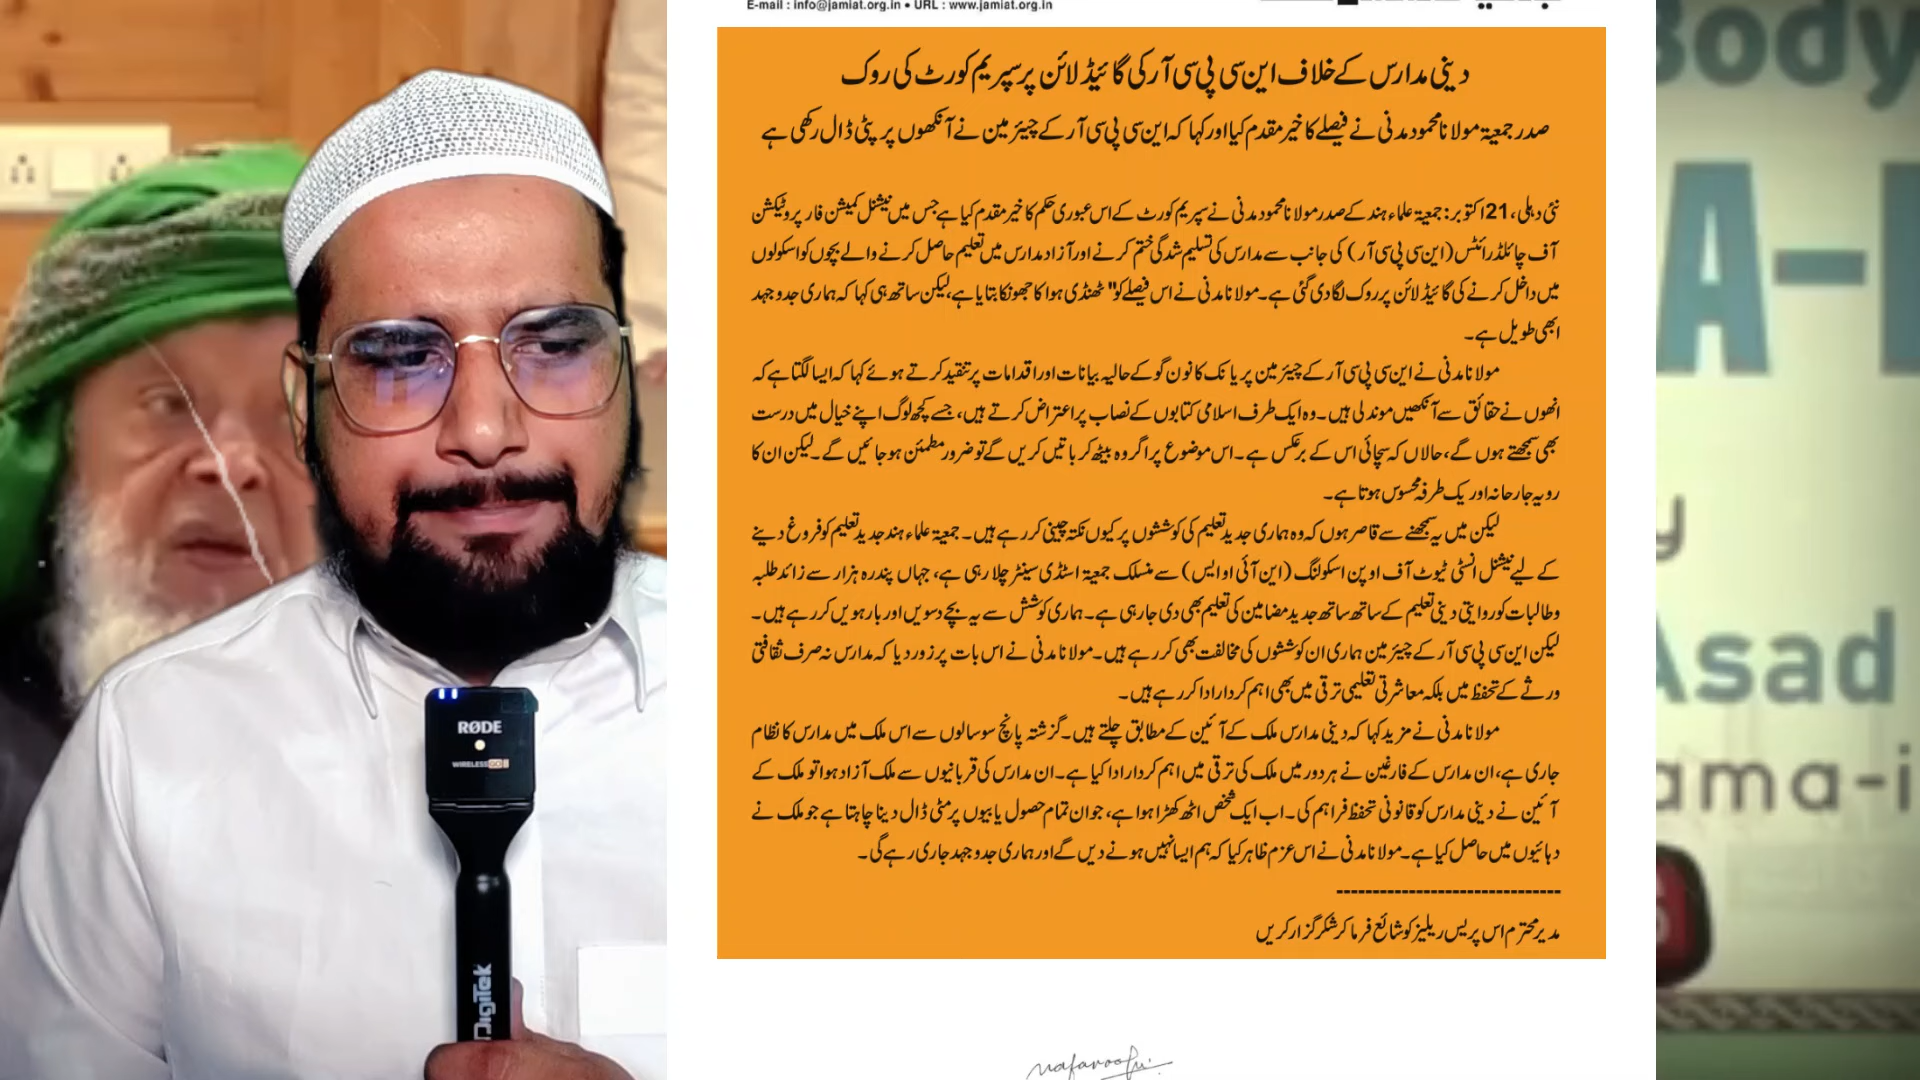 E-mail : info@jamiat.org.in • URL : www.jamiat.org.in
دینی مدارس کے خلاف این سی پی سی آر کی گائیڈ لائن پر سپریم کورٹ کی روک
صدر جمعیۃ مولانا محمود مدنی نے فیصلے کا خیر مقدم کیا اور کہا کہ این سی پی سی آر کے چیئرمین نے آنکھوں پر پٹی ڈال رکھی ہے
نئی دہلی، 21 اکتوبر: جمعیۃ علماء ہند کے صدر مولانا محمود مدنی نے سپریم کورٹ کے اس عبوری حکم کا خیر مقدم کیا ہے جس میں نیشنل کمیشن فار پروٹیکشن
آف چائلڈ رائٹس (این سی پی سی آر) کی جانب سے مدارس کی تسلیم شدگی ختم کرنے اور آزاد مدارس میں تعلیم حاصل کرنے والے بچوں کو اسکولوں
میں داخل کرنے کی گائیڈ لائن پر روک لگا دی گئی ہے۔ مولانا مدنی نے اس فیصلے کو "ٹھنڈی ہوا کا جھونکا بتایا ہے، لیکن ساتھ ہی کہا کہ ہماری جدوجہد
ابھی طویل ہے۔
مولانا مدنی نے این سی پی سی آر کے چیئرمین پریانک کانون گو کے حالیہ بیانات اور اقدامات پر تنقید کرتے ہوئے کہا کہ ایسا لگتا ہے کہ
انھوں نے حقائق سے آنکھیں موند لی ہیں۔ وہ ایک طرف اسلامی کتابوں کے نصاب پر اعتراض کرتے ہیں، جسے کچھ لوگ اپنے خیال میں درست
بھی سمجھتے ہوں گے، حالاں کہ سچائی اس کے برعکس ہے۔ اس موضوع پر اگر وہ بیٹھ کر باتیں کریں گے تو ضرور مطمئن ہو جائیں گے۔ لیکن ان کا
رویہ جارحانہ اور یک طرفہ محسوس ہوتا ہے۔
لیکن میں یہ سمجھنے سے قاصر ہوں کہ وہ ہماری جدید تعلیم کی کوششوں پر کیوں نکتہ چینی کر رہے ہیں۔ جمعیۃ علماء ہند جدید تعلیم کو فروغ دینے
کے لیے نیشنل انسٹی ٹیوٹ آف اوپن اسکولنگ (این آئی او ایس) سے منسلک جمعیۃ اسٹڈی سینٹر چلا رہی ہے، جہاں پندرہ ہزار سے زائد طلبہ
و طالبات کو روایتی دینی تعلیم کے ساتھ ساتھ جدید مضامین کی تعلیم بھی دی جا رہی ہے۔ ہماری کوشش سے یہ بچے دسویں اور بارہویں کر رہے ہیں۔
لیکن این سی پی سی آر کے چیئرمین ہماری ان کوششوں کی مخالفت بھی کر رہے ہیں۔ مولانا مدنی نے اس بات پر زور دیا کہ مدارس نہ صرف ثقافتی
ورثے کے تحفظ میں بلکہ معاشرتی تعلیمی ترقی میں بھی اہم کردار ادا کر رہے ہیں۔
مولانا مدنی نے مزید کہا کہ دینی مدارس ملک کے آئین کے مطابق چلتے ہیں۔ گزشتہ پانچ سو سالوں سے اس ملک میں مدارس کا نظام
جاری ہے، ان مدارس کے فارغین نے ہر دور میں ملک کی ترقی میں اہم کردار ادا کیا ہے۔ ان مدارس کی قربانیوں سے ملک آزاد ہوا تو ملک کے
آئین نے دینی مدارس کو قانونی تحفظ فراہم کی۔ اب ایک شخص اٹھ کھڑا ہوا ہے، جو ان تمام حصول یابیوں پر مٹی ڈال دینا چاہتا ہے جو ملک نے
دہائیوں میں حاصل کیا ہے۔ مولانا مدنی نے اس عزم ظاہر کیا کہ ہم ایسا نہیں ہونے دیں گے اور ہماری جدوجہد جاری رہے گی۔
-------------------------------
مدیر محترم اس پریس ریلیز کو شائع فرما کر شکر گزار کریں
RØDE
WIRELESS GO II
DigiTek
Body
A-
y
Asad
ama-i